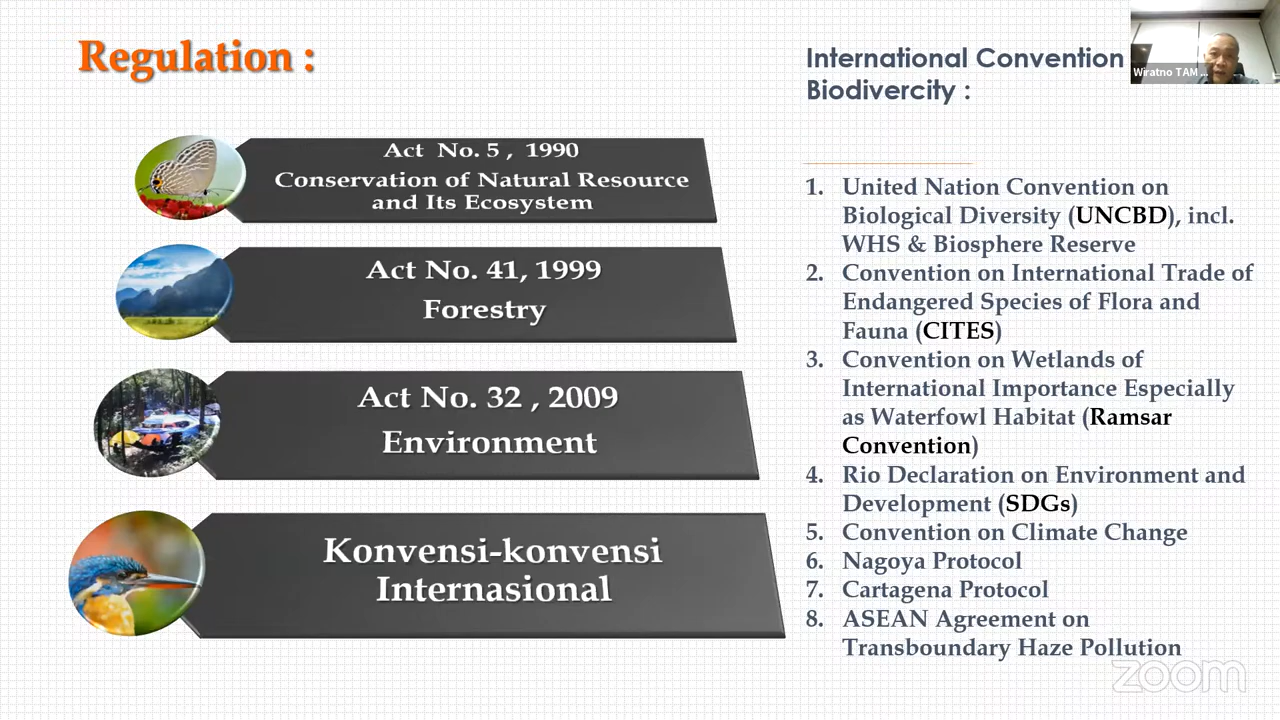 Regulation :
Act No. 5 , 1990
Conservation of Natural Resource
and Its Ecosystem
Act No. 41, 1999
Forestry
Act No. 32 , 2009
Environment
Konvensi-konvensi
Internasional
International Convention
Biodivercity :
1. United Nation Convention on
Biological Diversity (UNCBD), incl.
WHS & Biosphere Reserve
2. Convention on International Trade of
Endangered Species of Flora and
Fauna (CITES)
3. Convention on Wetlands of
International Importance Especially
as Waterfowl Habitat (Ramsar
Convention)
4. Rio Declaration on Environment and
Development (SDGs)
5. Convention on Climate Change
6. Nagoya Protocol
7. Cartagena Protocol
8. ASEAN Agreement on
Transboundary Haze Pollution
Wiratno TAM ...
zoom